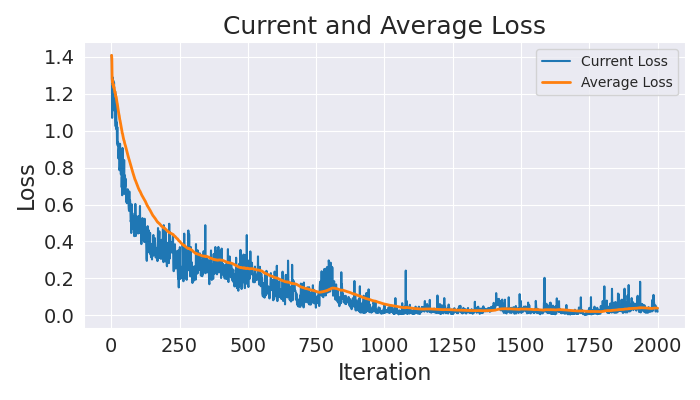 Current and Average Loss
Current Loss
Average Loss
Loss
1.4
1.2
1.0
0.8
0.6
0.4
0.2
0.0
0 250 500 750 1000 1250 1500 1750 2000
Iteration